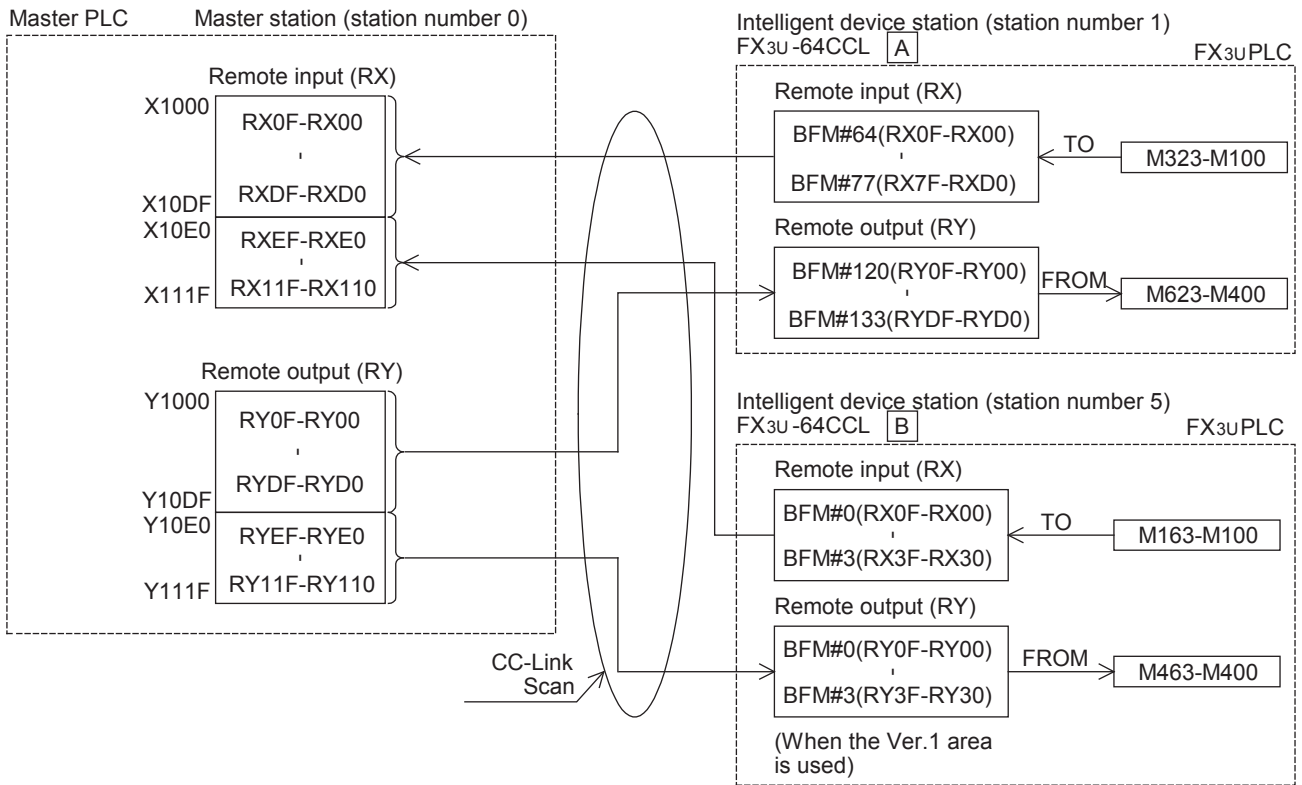 Master PLC
Master station (station number 0)
Remote input (RX)
X1000
RX0F-RX00
RXDF-RXD0
X10DF
X10E0
RXEF-RXE0
RX11F-RX110
X111F
Remote output (RY)
Y1000
RY0F-RY00
RYDF-RYD0
Y10DF
Y10E0
RYEF-RYE0
RY11F-RY110
Y111F
CC-Link
Scan
Intelligent device station (station number 1)
FX3U-64CCL A
FX3UPLC
Remote input (RX)
BFM#64(RX0F-RX00)
BFM#77(RX7F-RXD0)
TO
M323-M100
Remote output (RY)
BFM#120(RY0F-RY00)
BFM#133(RYDF-RYD0)
FROM
M623-M400
Intelligent device station (station number 5)
FX3U-64CCL B
FX3UPLC
Remote input (RX)
BFM#0(RX0F-RX00)
BFM#3(RX3F-RX30)
TO
M163-M100
Remote output (RY)
BFM#0(RY0F-RY00)
BFM#3(RY3F-RY30)
FROM
M463-M400
(When the Ver.1 area
is used)